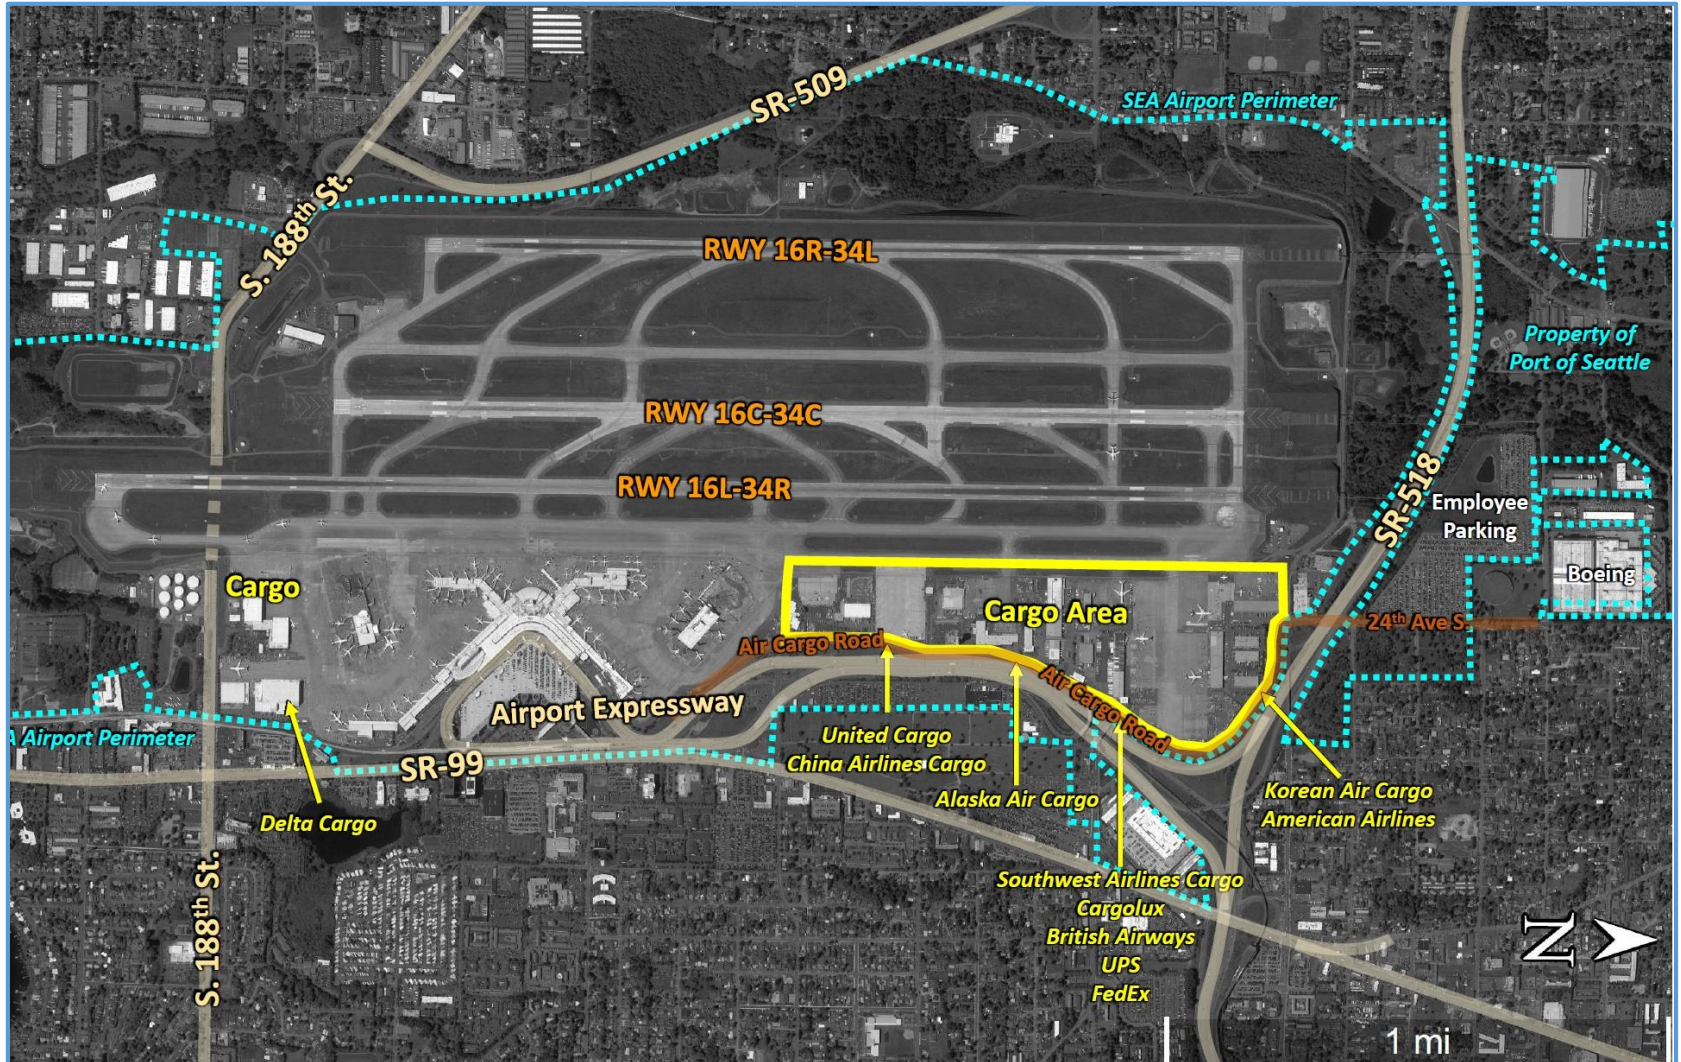 SR-509
SEA Airport Perimeter
S. 188th St.
RWY 16R-34L
Property of
Port of Seattle
RWY 16C-34C
RWY 16L-34R
SR-518
Employee
Parking
Boeing
Cargo
Cargo Area
24th Ave S.
Air Cargo Road
Air Cargo Road
Airport Expressway
A Airport Perimeter
SR-99
United Cargo
China Airlines Cargo
Alaska Air Cargo
Korean Air Cargo
American Airlines
Delta Cargo
Southwest Airlines Cargo
Cargolux
British Airways
UPS
FedEx
S. 188th St.
N
1 mi